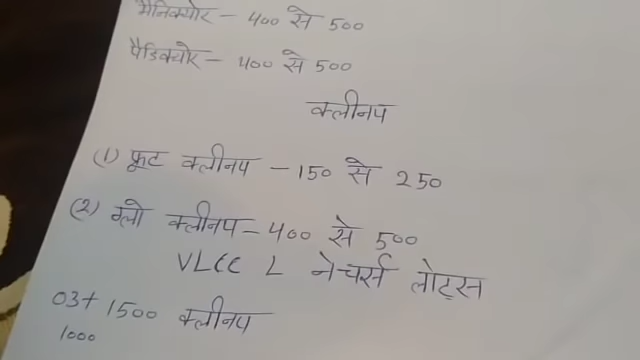 मैनिक्योर - 400 से 500
पैडिक्योर - 400 से 500
क्लीनप
(1) फ्रूट क्लीनप - 150 से 250
(2) ग्लो क्लीनप - 400 से 500
VLCC L नेचर्स लोट्स
03+ 1500 क्लीनप
1000